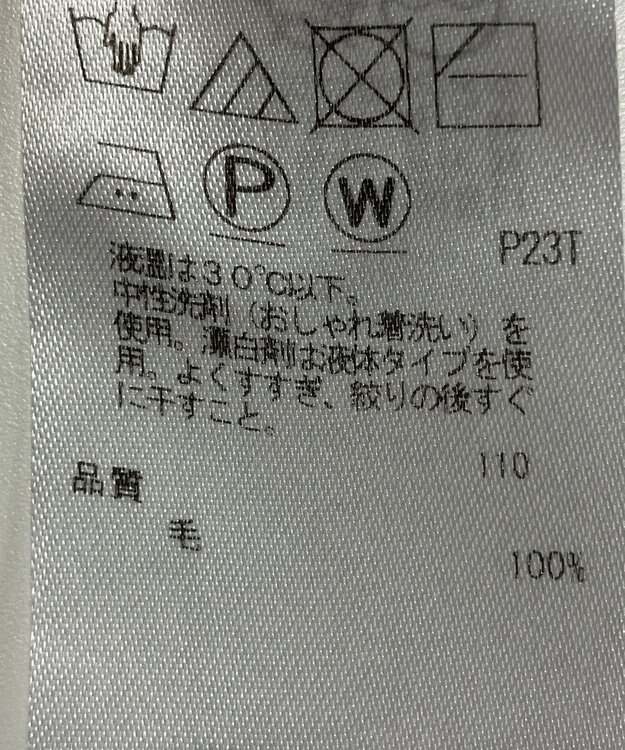 P
W
P23T
液温は30℃以下。
中性洗剤（おしゃれ着洗い）を
使用。漂白剤は液体タイプを使
用。よくすすぎ、絞りの後すぐ
に干すこと。
110
品質
毛
100%